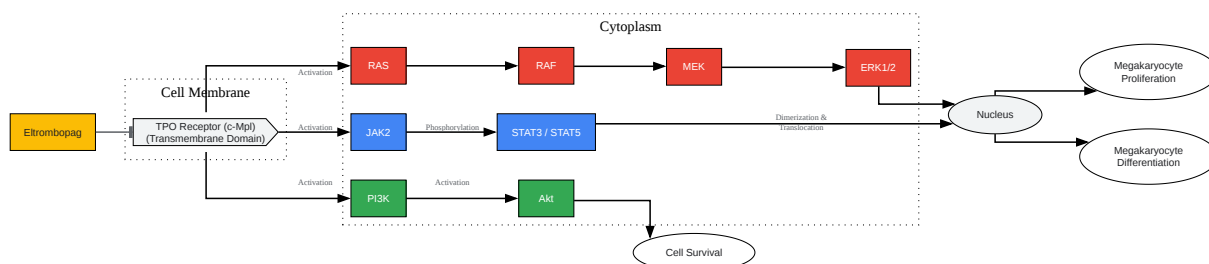 Cytoplasm
RAS
RAF
MEK
ERK1/2
Megakaryocyte
Proliferation
Activation
Cell Membrane
Eltrombopag
TPO Receptor (c-Mpl)
(Transmembrane Domain)
Activation
JAK2
Phosphorylation
STAT3 / STAT5
Dimerization &
Translocation
Nucleus
Megakaryocyte
Differentiation
Activation
PI3K
Activation
Akt
Cell Survival